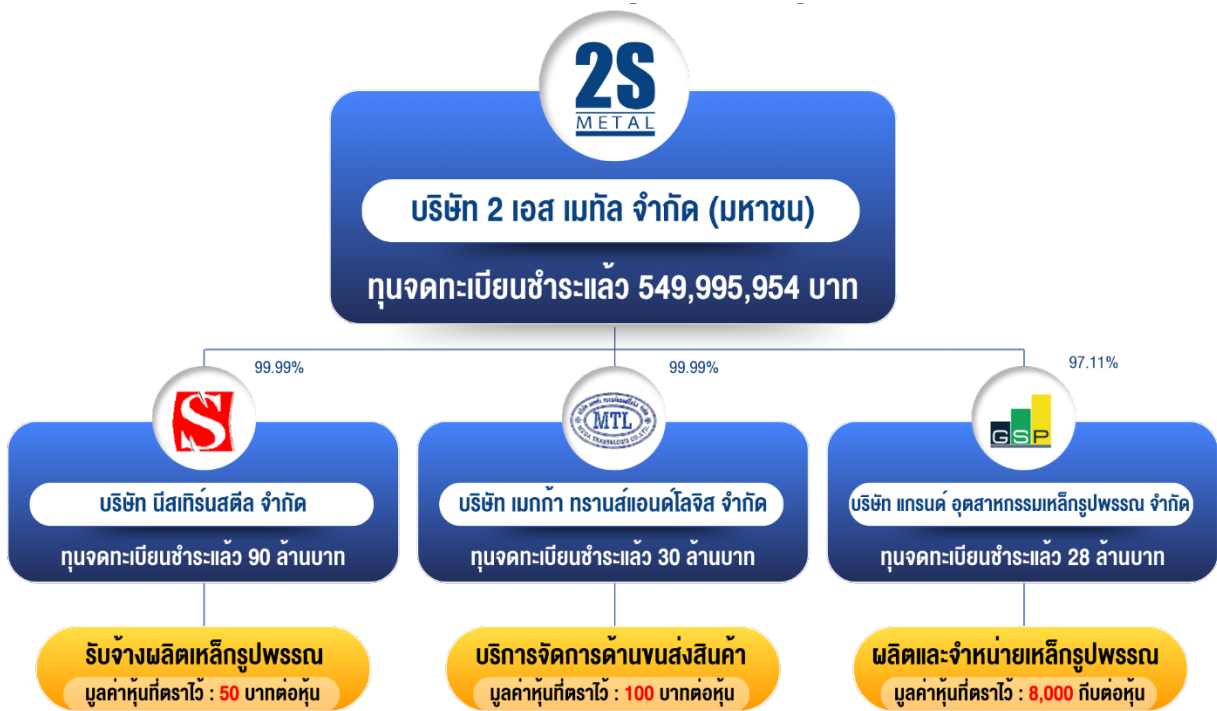 2S
METAL
บริษัท 2 เอส เมทัล จำกัด (มหาชน)
ทุนจดทะเบียนชำระแล้ว 549,995,954 บาท
99.99%
99.99%
97.11%
S
MTL
MEGA TRANSLOGIS CO.,LTD.
GSP
บริษัท นีสเทิร์นสตีล จำกัด
บริษัท เมกก้า ทรานส์แอนด์โลจิส จำกัด
บริษัท แกรนด์ อุตสาหกรรมเหล็กรูปพรรณ จำกัด
ทุนจดทะเบียนชำระแล้ว 90 ล้านบาท
ทุนจดทะเบียนชำระแล้ว 30 ล้านบาท
ทุนจดทะเบียนชำระแล้ว 28 ล้านบาท
รับจ้างผลิตเหล็กรูปพรรณ
บริการจัดการด้านขนส่งสินค้า
ผลิตและจำหน่ายเหล็กรูปพรรณ
มูลค่าหุ้นที่ตราไว้ : 50 บาทต่อหุ้น
มูลค่าหุ้นที่ตราไว้ : 100 บาทต่อหุ้น
มูลค่าหุ้นที่ตราไว้ : 8,000 กีบต่อหุ้น